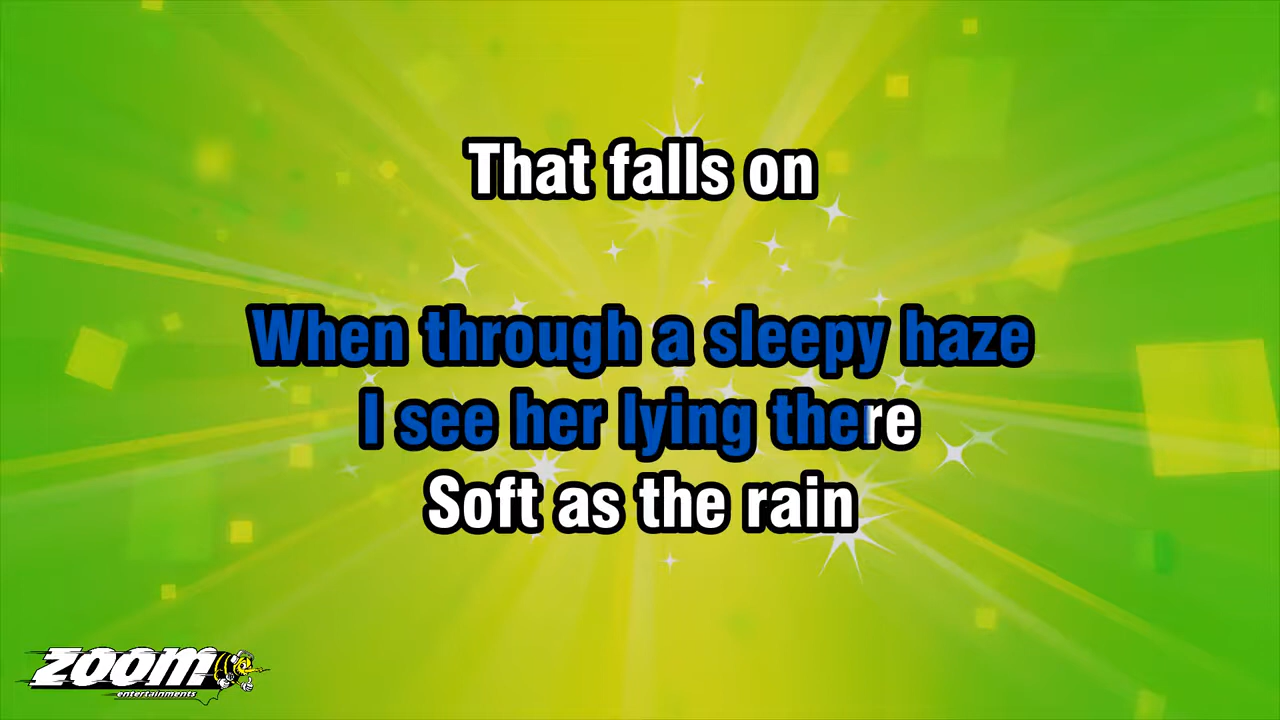 That falls on
When through a sleepy haze
I see her lying there
Soft as the rain
zoom
entertainments